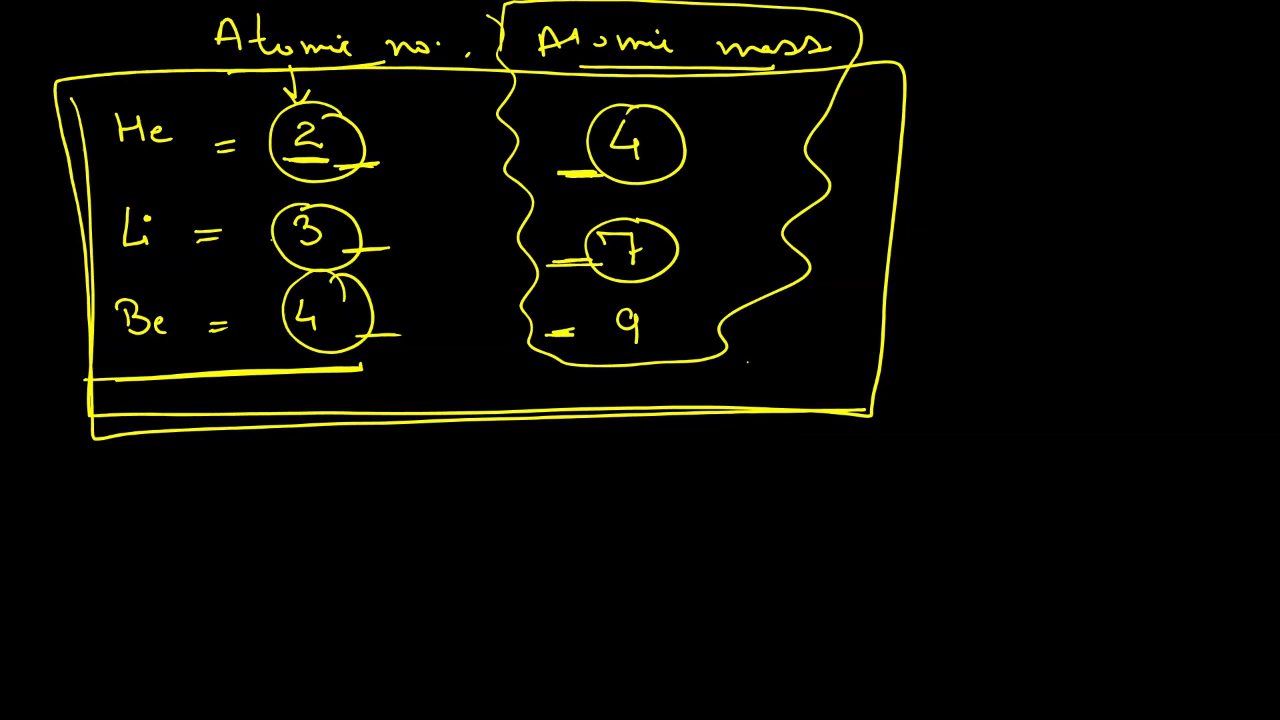 Atomic no. Atomic mass
He = 2 4
Li = 3 7
Be = 4 9